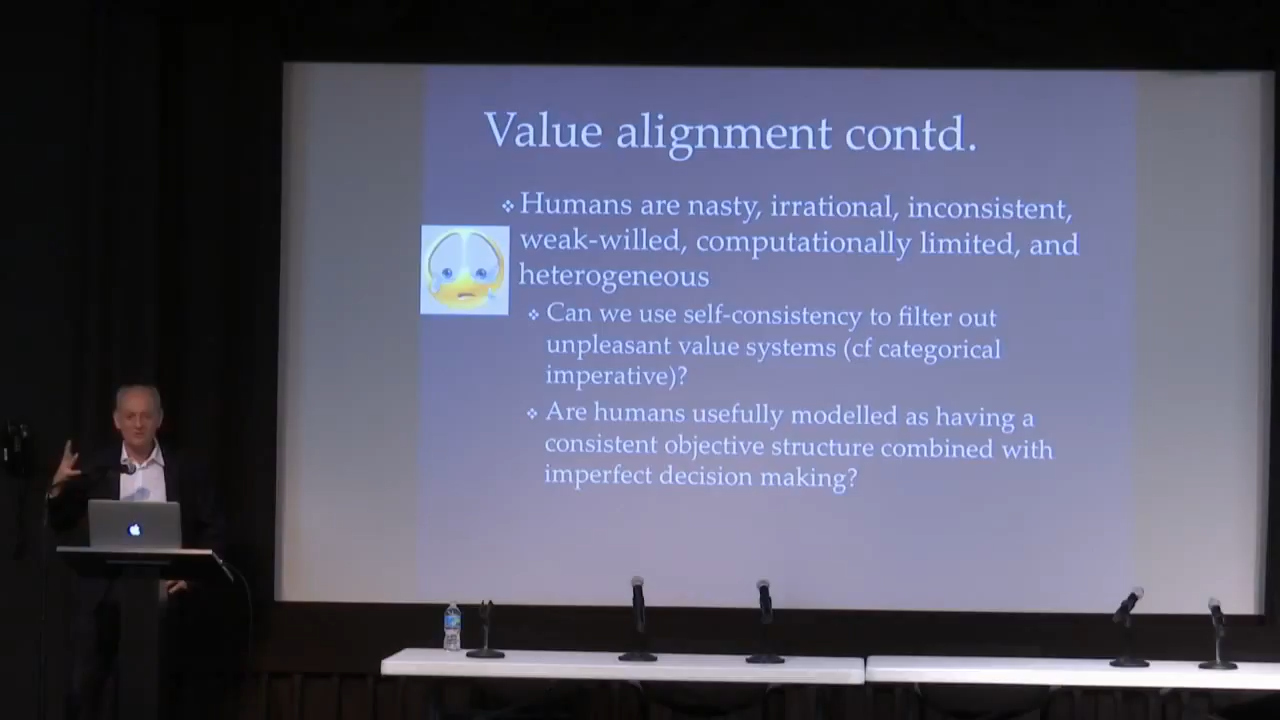 Value alignment contd.
❖ Humans are nasty, irrational, inconsistent,
weak-willed, computationally limited, and
heterogeneous
❖ Can we use self-consistency to filter out
unpleasant value systems (cf categorical
imperative)?
❖ Are humans usefully modelled as having a
consistent objective structure combined with
imperfect decision making?